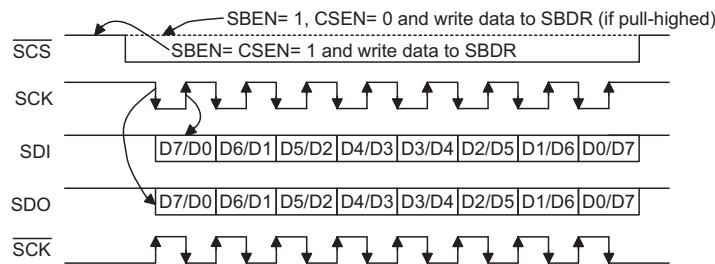 SBEN= 1, CSEN= 0 and write data to SBDR (if pull-highed)
SCS
SBEN= CSEN= 1 and write data to SBDR
SCK
SDI D7/D0 D6/D1 D5/D2 D4/D3 D3/D4 D2/D5 D1/D6 D0/D7
SDO D7/D0 D6/D1 D5/D2 D4/D3 D3/D4 D2/D5 D1/D6 D0/D7
SCK